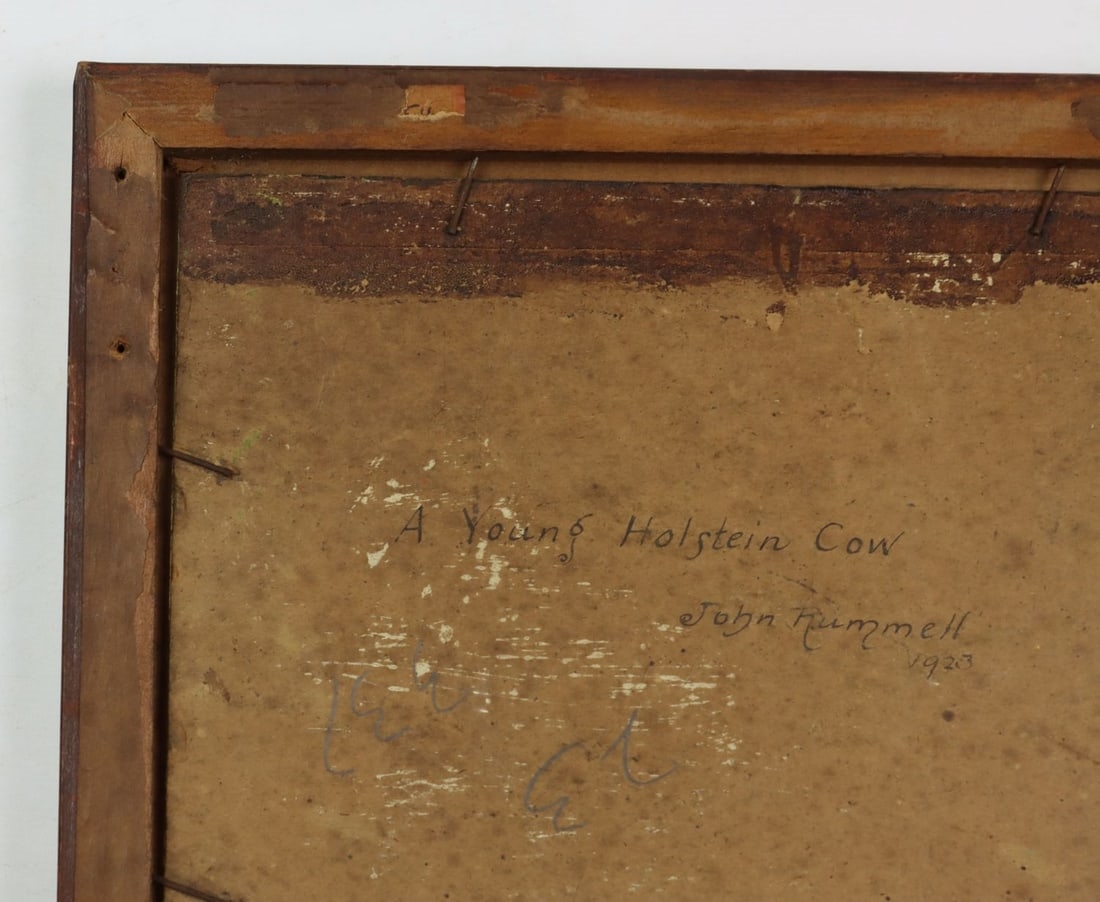 A Young Holstein Cow
John Rummell
1923